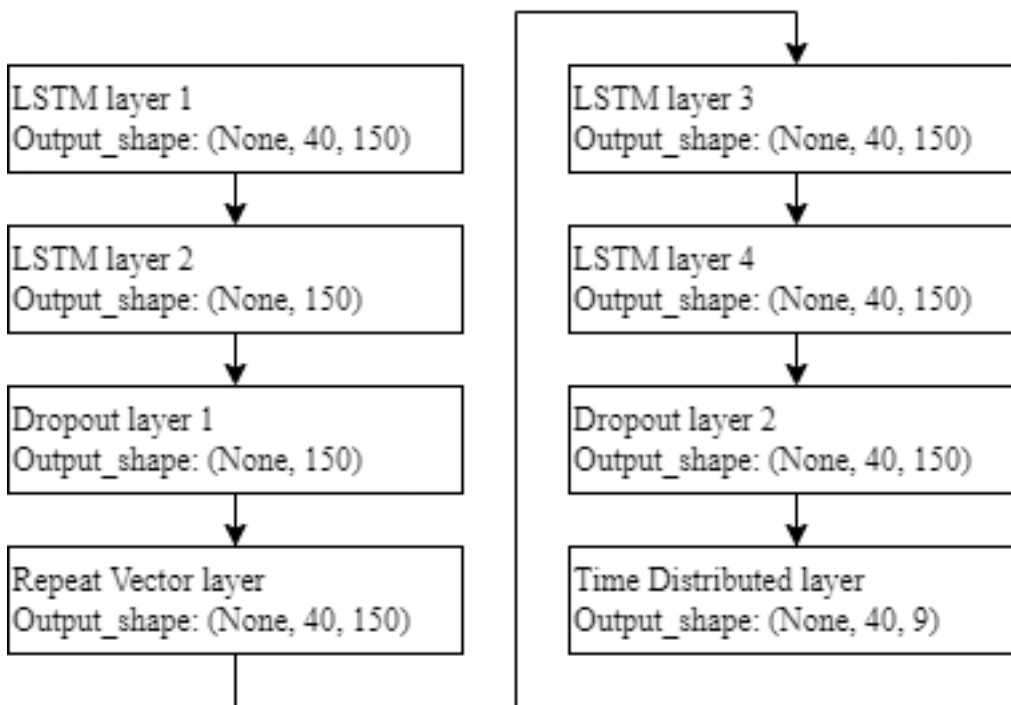 LSTM layer 1
Output_shape: (None, 40, 150)
LSTM layer 2
Output_shape: (None, 150)
Dropout layer 1
Output_shape: (None, 150)
Repeat Vector layer
Output_shape: (None, 40, 150)
LSTM layer 3
Output_shape: (None, 40, 150)
LSTM layer 4
Output_shape: (None, 40, 150)
Dropout layer 2
Output_shape: (None, 40, 150)
Time Distributed layer
Output_shape: (None, 40, 9)